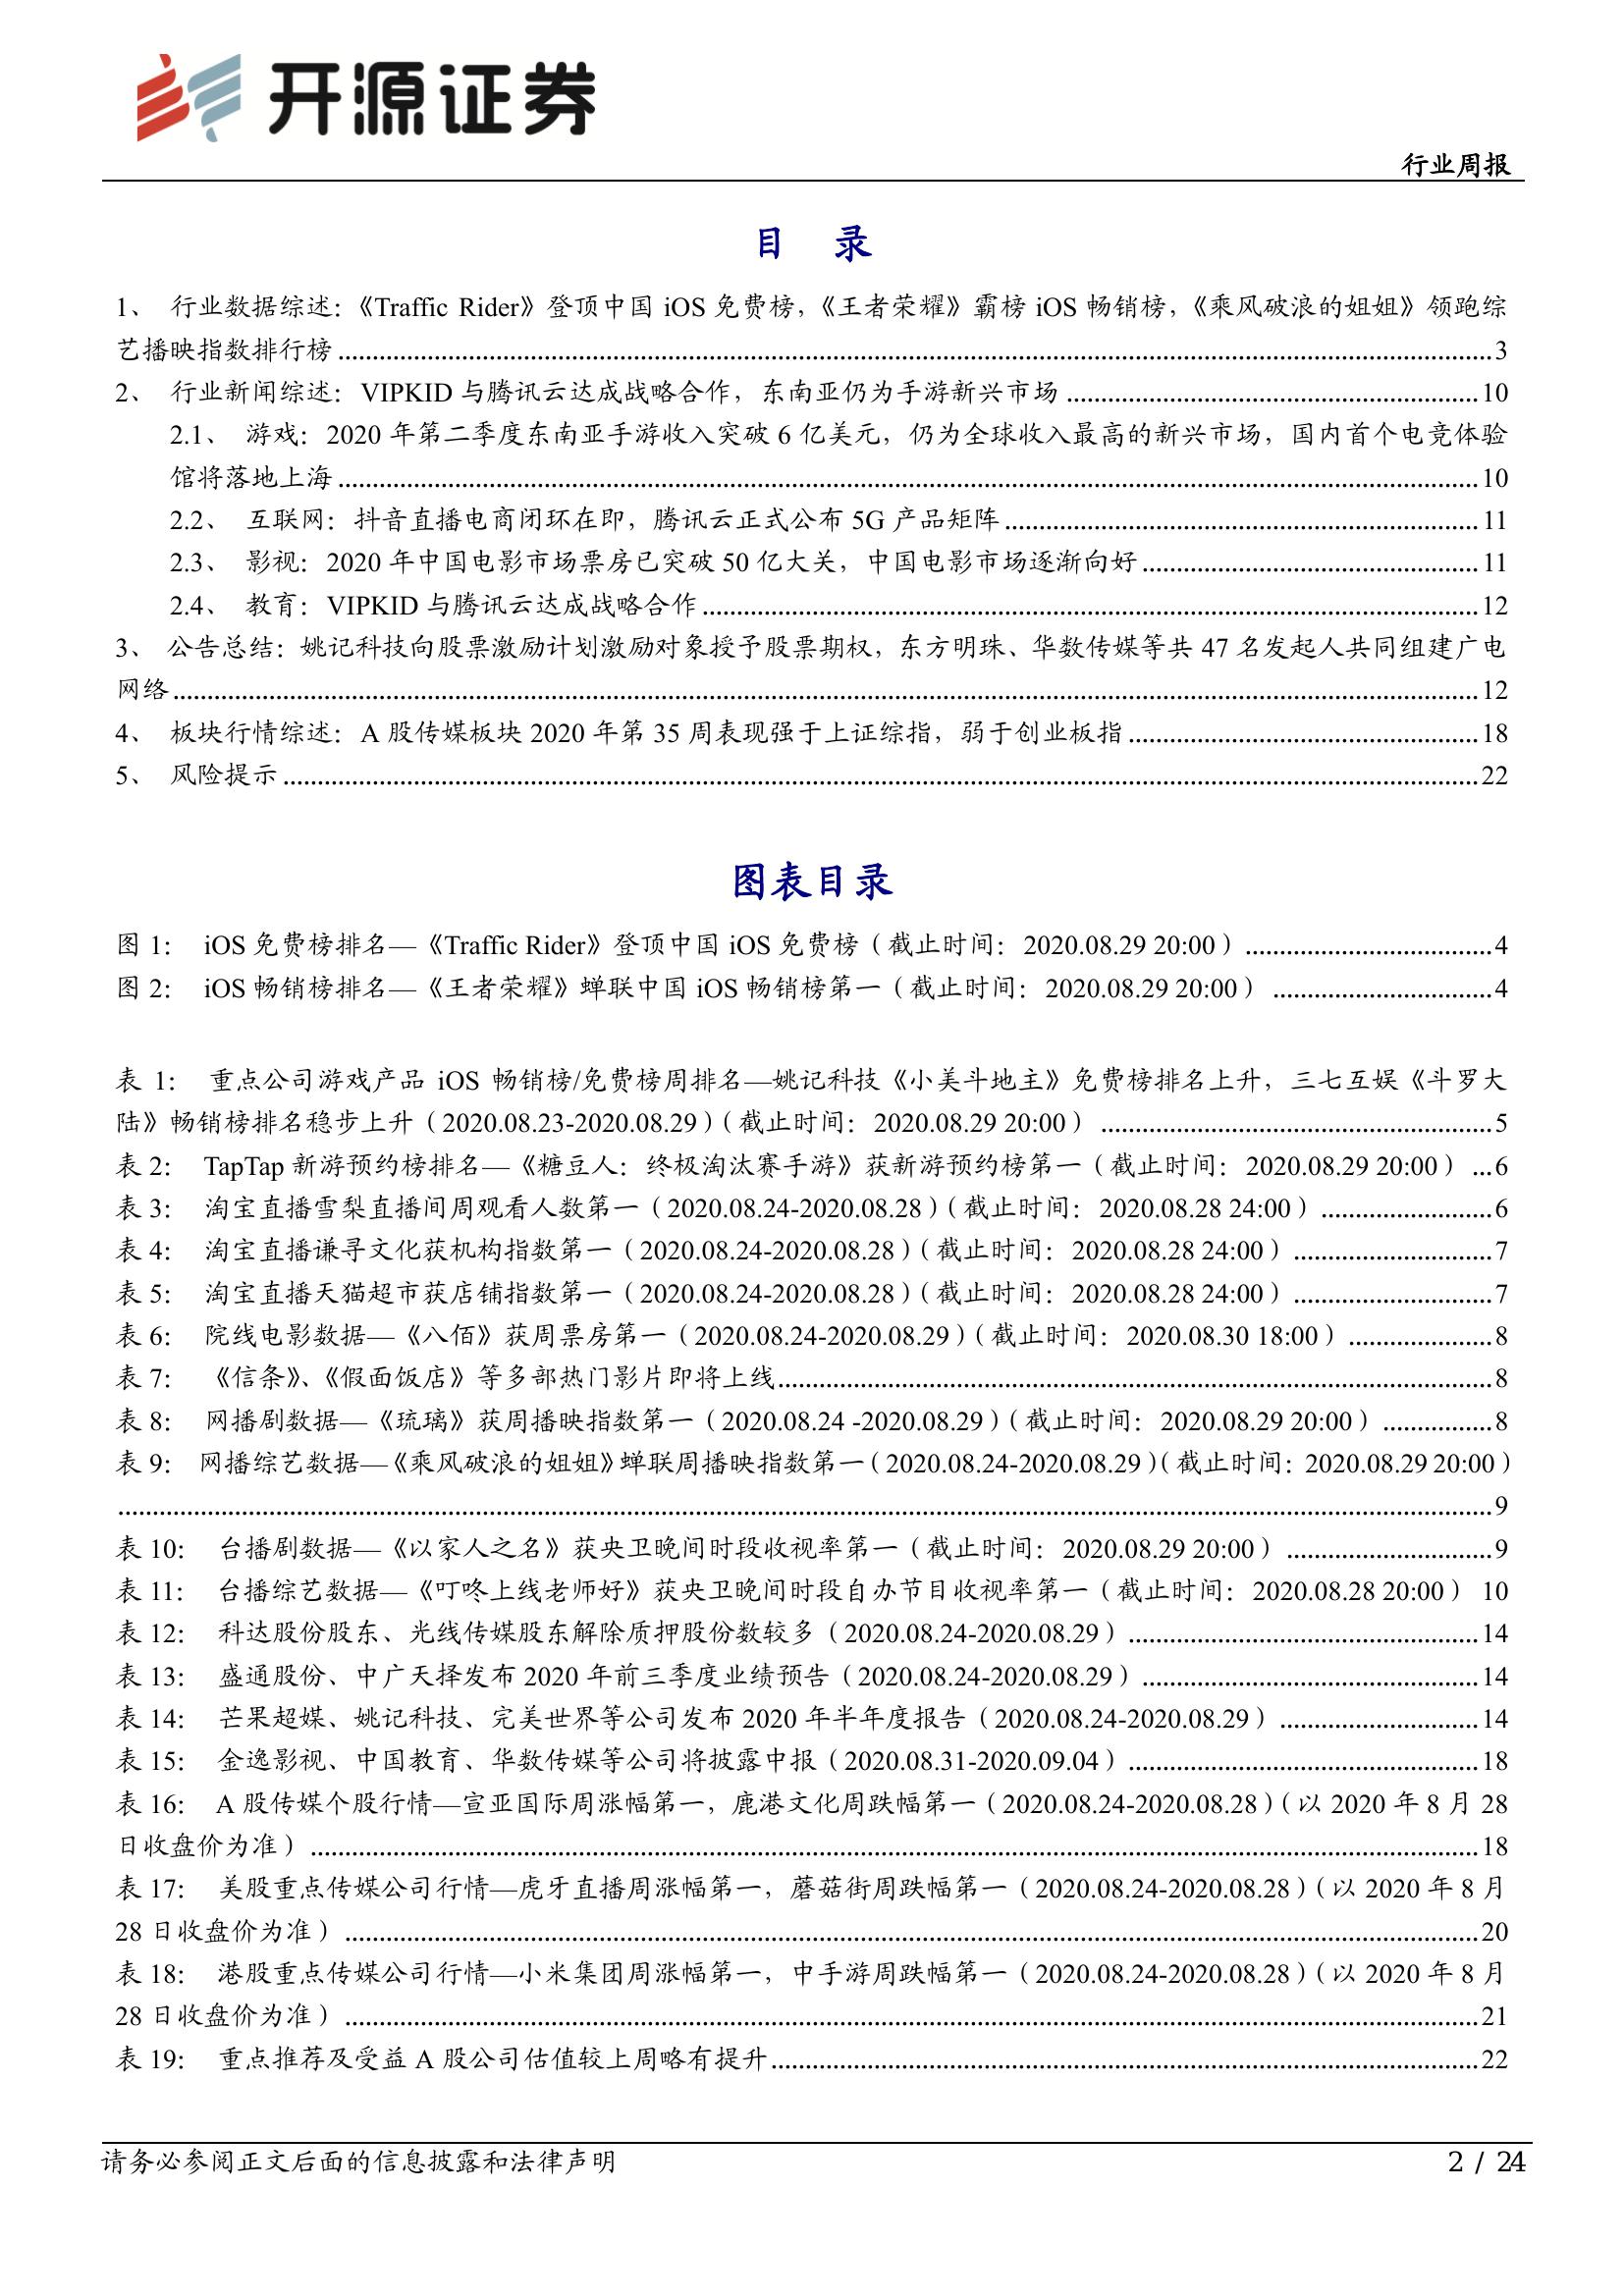 开源证券
行业周报
目 录
1、 行业数据综述：《Traffic Rider》登顶中国 iOS 免费榜，《王者荣耀》霸榜 iOS 畅销榜，《乘风破浪的姐姐》领跑综
艺播映指数排行榜 3
2、 行业新闻综述：VIPKID 与腾讯云达成战略合作，东南亚仍为手游新兴市场 10
2.1、 游戏：2020 年第二季度东南亚手游收入突破 6 亿美元，仍为全球收入最高的新兴市场，国内首个电竞体验
馆将落地上海 10
2.2、 互联网：抖音直播电商闭环在即，腾讯云正式公布 5G 产品矩阵 11
2.3、 影视：2020 年中国电影市场票房已突破 50 亿大关，中国电影市场逐渐向好 11
2.4、 教育：VIPKID 与腾讯云达成战略合作 12
3、 公告总结：姚记科技向股票激励计划激励对象授予股票期权，东方明珠、华数传媒等共 47 名发起人共同组建广电
网络 12
4、 板块行情综述：A 股传媒板块 2020 年第 35 周表现强于上证综指，弱于创业板指 18
5、 风险提示 22
图表目录
图 1： iOS 免费榜排名—《Traffic Rider》登顶中国 iOS 免费榜（截止时间：2020.08.29 20:00） 4
图 2： iOS 畅销榜排名—《王者荣耀》蝉联中国 iOS 畅销榜第一（截止时间：2020.08.29 20:00） 4
表 1： 重点公司游戏产品 iOS 畅销榜/免费榜周排名—姚记科技《小美斗地主》免费榜排名上升，三七互娱《斗罗大
陆》畅销榜排名稳步上升（2020.08.23-2020.08.29）（截止时间：2020.08.29 20:00） 5
表 2： TapTap 新游预约榜排名—《糖豆人：终极淘汰赛手游》获新游预约榜第一（截止时间：2020.08.29 20:00） 6
表 3： 淘宝直播雪梨直播间周观看人数第一（2020.08.24-2020.08.28）（截止时间：2020.08.28 24:00） 6
表 4： 淘宝直播谦寻文化获机构指数第一（2020.08.24-2020.08.28）（截止时间：2020.08.28 24:00） 7
表 5： 淘宝直播天猫超市获店铺指数第一（2020.08.24-2020.08.28）（截止时间：2020.08.28 24:00） 7
表 6： 院线电影数据—《八佰》获周票房第一（2020.08.24-2020.08.29）（截止时间：2020.08.30 18:00） 8
表 7： 《信条》、《假面饭店》等多部热门影片即将上线 8
表 8： 网播剧数据—《琉璃》获周播映指数第一（2020.08.24 -2020.08.29）（截止时间：2020.08.29 20:00） 8
表 9： 网播综艺数据—《乘风破浪的姐姐》蝉联周播映指数第一（2020.08.24-2020.08.29）（截止时间：2020.08.29 20:00）
9
表 10： 台播剧数据—《以家人之名》获央卫晚间时段收视率第一（截止时间：2020.08.29 20:00） 9
表 11： 台播综艺数据—《叮咚上线老师好》获央卫晚间时段自办节目收视率第一（截止时间：2020.08.28 20:00） 10
表 12： 科达股份股东、光线传媒股东解除质押股份数较多（2020.08.24-2020.08.29） 14
表 13： 盛通股份、中广天择发布 2020 年前三季度业绩预告（2020.08.24-2020.08.29） 14
表 14： 芒果超媒、姚记科技、完美世界等公司发布 2020 年半年度报告（2020.08.24-2020.08.29） 14
表 15： 金逸影视、中国教育、华数传媒等公司将披露中报（2020.08.31-2020.09.04） 18
表 16： A 股传媒个股行情—宣亚国际周涨幅第一，鹿港文化周跌幅第一（2020.08.24-2020.08.28）（以 2020 年 8 月 28
日收盘价为准） 18
表 17： 美股重点传媒公司行情—虎牙直播周涨幅第一，蘑菇街周跌幅第一（2020.08.24-2020.08.28）（以 2020 年 8 月
28 日收盘价为准） 20
表 18： 港股重点传媒公司行情—小米集团周涨幅第一，中手游周跌幅第一（2020.08.24-2020.08.28）（以 2020 年 8 月
28 日收盘价为准） 21
表 19： 重点推荐及受益 A 股公司估值较上周略有提升 22
请务必参阅正文后面的信息披露和法律声明
2 / 24